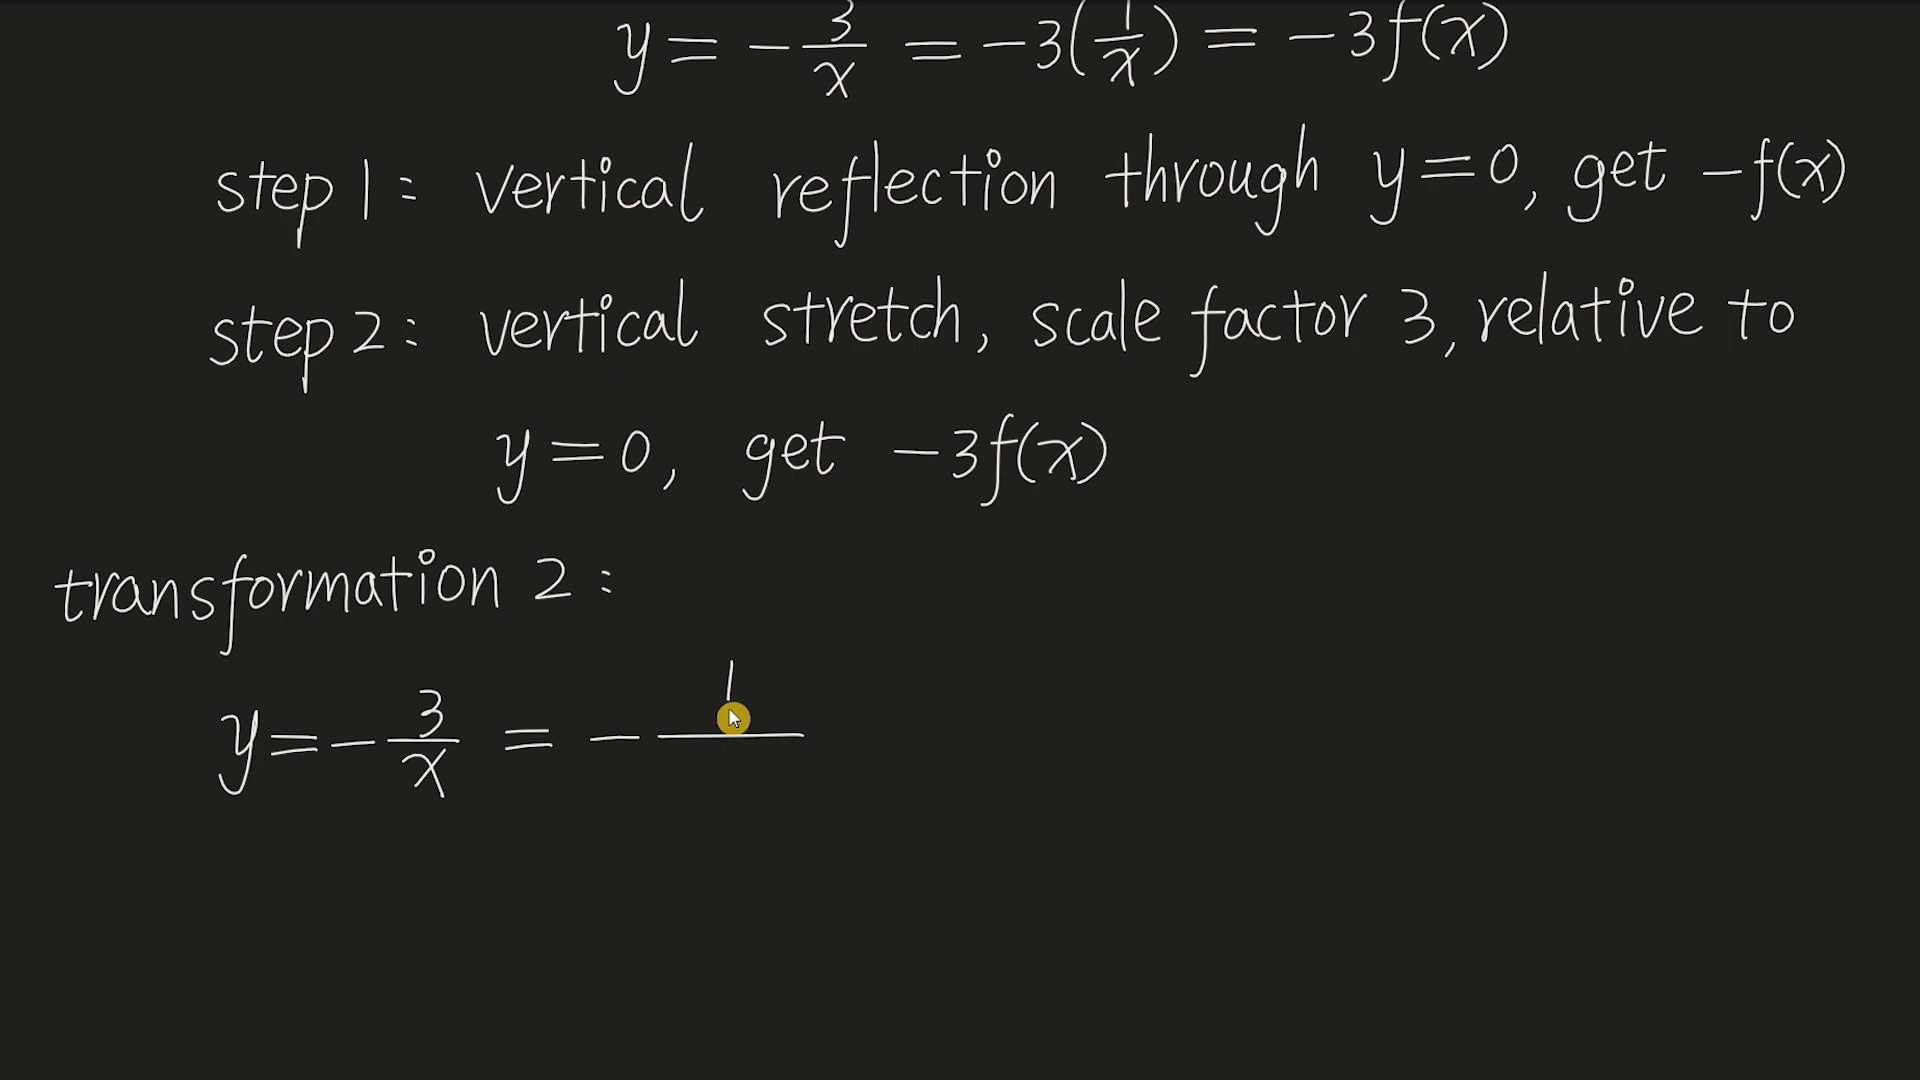 y = - 3/x = -3(1/x) = -3f(x)
step 1: vertical reflection through y=0, get -f(x)
step 2: vertical stretch, scale factor 3, relative to
y=0, get -3f(x)
transformation 2:
y = - 3/x = - 1/